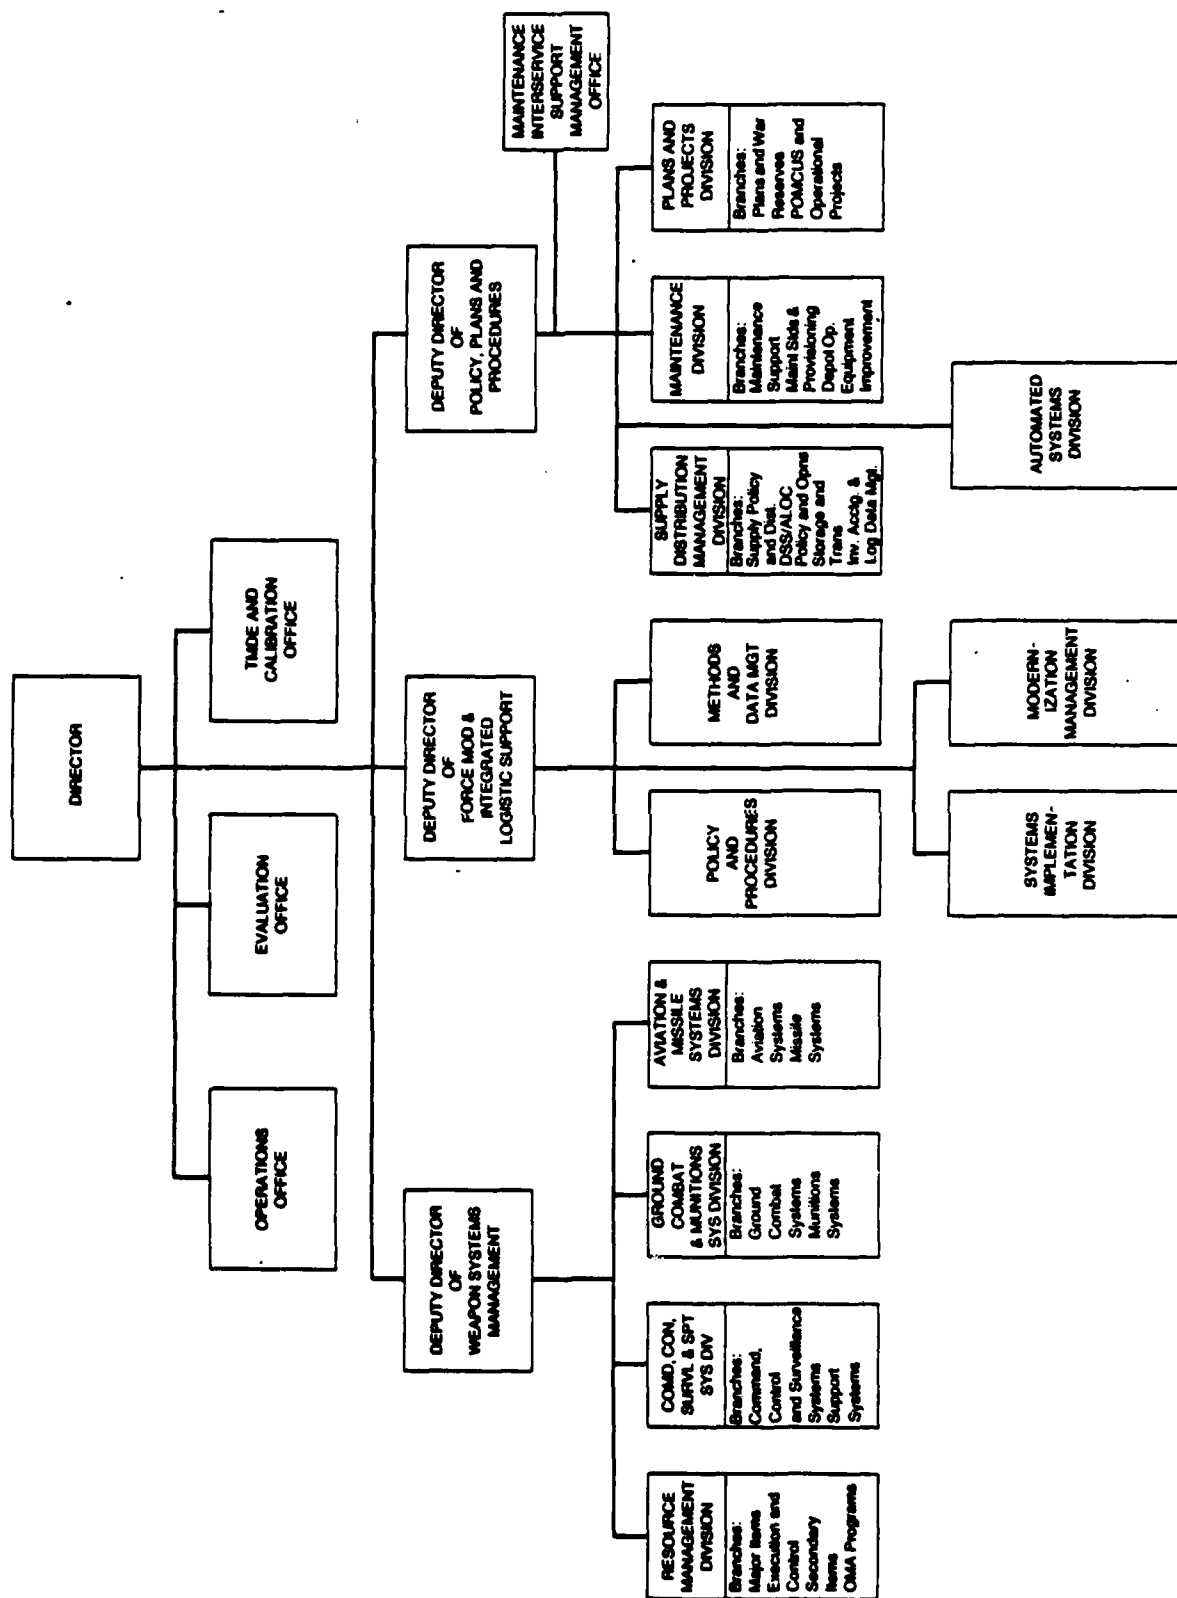 DIRECTOR
OPERATIONS
OFFICE
EVALUATION
OFFICE
TMDE AND
CALIBRATION
OFFICE
DEPUTY DIRECTOR
OF
WEAPON SYSTEMS
MANAGEMENT
DEPUTY DIRECTOR
OF
FORCE MOD &
INTEGRATED
LOGISTIC SUPPORT
DEPUTY DIRECTOR
OF
POLICY, PLANS AND
PROCEDURES
MAINTENANCE
INTERSERVICE
SUPPORT
MANAGEMENT
OFFICE
RESOURCE
MANAGEMENT
DIVISION
Branches:
Major Items
Execution and
Control
Secondary
Items
OMA Programs
COMD, CON,
SURVL & SPT
SYS DIV
Branches:
Command,
Control
and Surveillance
Systems
Support
Systems
GROUND
COMBAT
& MUNITIONS
SYS DIVISION
Branches:
Ground
Combat
Systems
Munitions
Systems
AVIATION &
MISSILE
SYSTEMS
DIVISION
Branches:
Aviation
Systems
Missile
Systems
POLICY
AND
PROCEDURES
DIVISION
METHODS
AND
DATA MGT
DIVISION
SUPPLY
DISTRIBUTION
MANAGEMENT
DIVISION
Branches:
Supply Policy
and Dist.
DSS/ALOC
Policy and Opns
Storage and
Trans
Inv. Acctg. &
Log Data Mgt.
MAINTENANCE
DIVISION
Branches:
Maintenance
Support
Maint Stds &
Provisioning
Depot Op.
Equipment
Improvement
PLANS AND
PROJECTS
DIVISION
Branches:
Plans and War
Reserves
POMCUS and
Operational
Projects
SYSTEMS
IMPLEMEN-
TATION
DIVISION
MODERN-
IZATION
MANAGEMENT
DIVISION
AUTOMATED
SYSTEMS
DIVISION